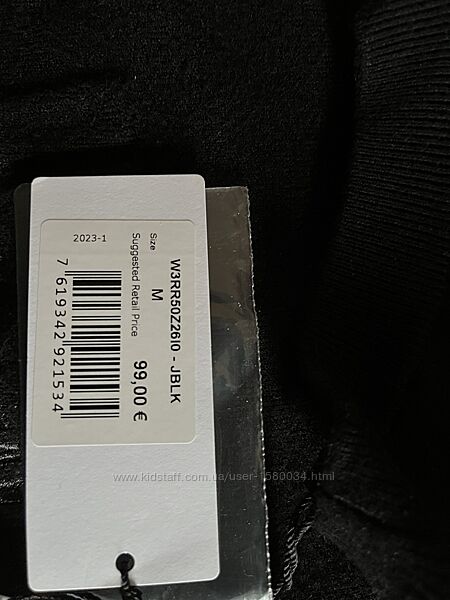 W3RR50Z26I0 - JBLK
Size
M
Suggested Retail Price
99,00 €
2023-1
7 619342 921534
www.kidstaff.com.ua/user-1580034.html